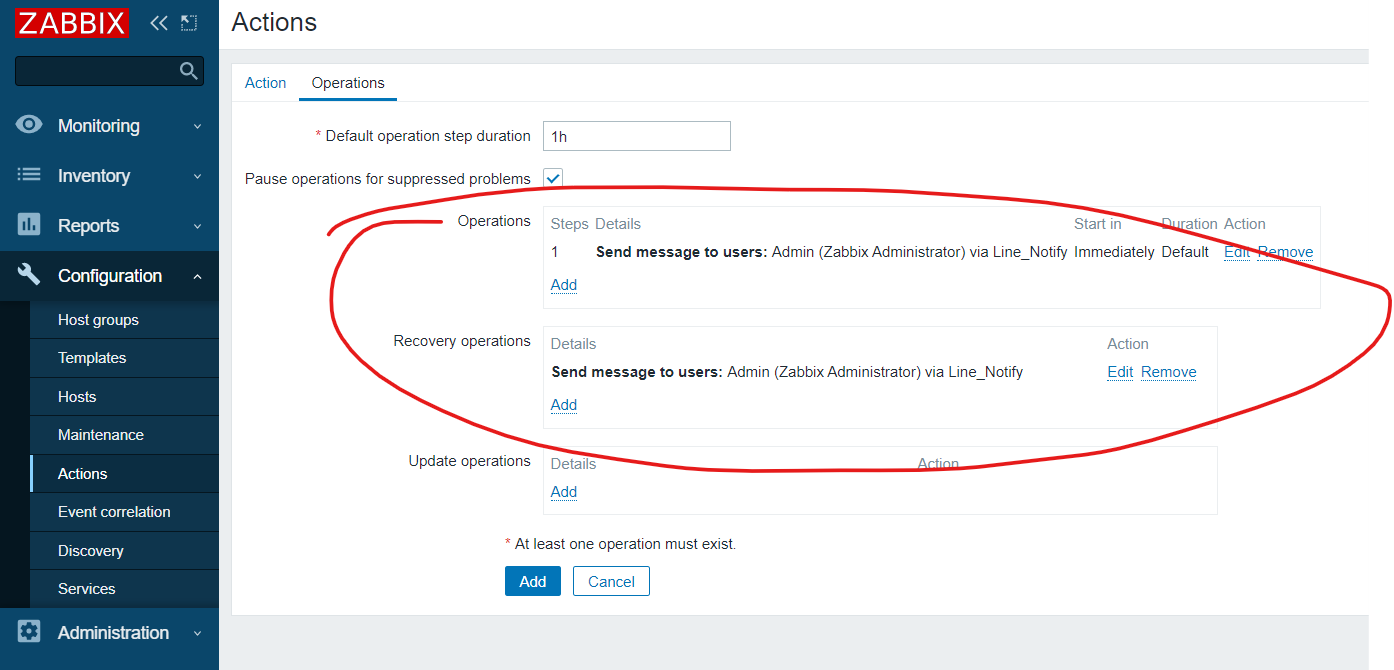 ZABBIX
Actions
Monitoring
Inventory
Reports
Configuration
Host groups
Templates
Hosts
Maintenance
Actions
Event correlation
Discovery
Services
Administration
Action Operations
* Default operation step duration 1h
Pause operations for suppressed problems
Operations Steps Details Start in Duration Action
1 Send message to users: Admin (Zabbix Administrator) via Line_Notify Immediately Default Edit Remove
Add
Recovery operations Details Action
Send message to users: Admin (Zabbix Administrator) via Line_Notify Edit Remove
Add
Update operations Details Action
Add
* At least one operation must exist.
Add Cancel